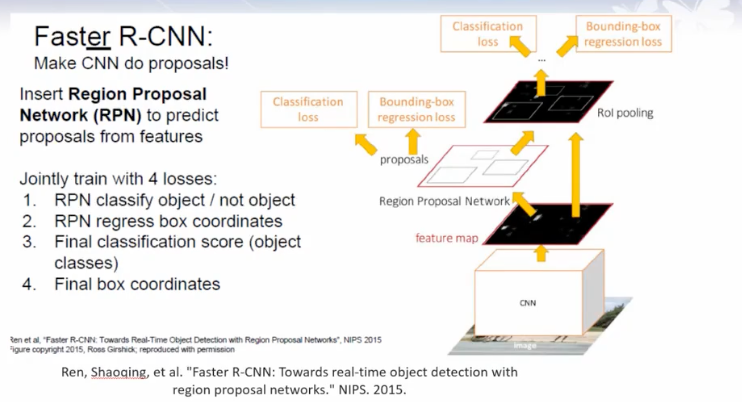 Faster R-CNN:
Make CNN do proposals!
Insert Region Proposal
Network (RPN) to predict
proposals from features
Jointly train with 4 losses:
1. RPN classify object / not object
2. RPN regress box coordinates
3. Final classification score (object
classes)
4. Final box coordinates
Classification
loss
Bounding-box
regression loss
...
RoI pooling
Classification
loss
Bounding-box
regression loss
proposals
Region Proposal Network
feature map
CNN
image
Ren et al, "Faster R-CNN: Towards Real-Time Object Detection with Region Proposal Networks", NIPS 2015
Figure copyright 2015, Ross Girshick; reproduced with permission
Ren, Shaoqing, et al. "Faster R-CNN: Towards real-time object detection with
region proposal networks." NIPS. 2015.